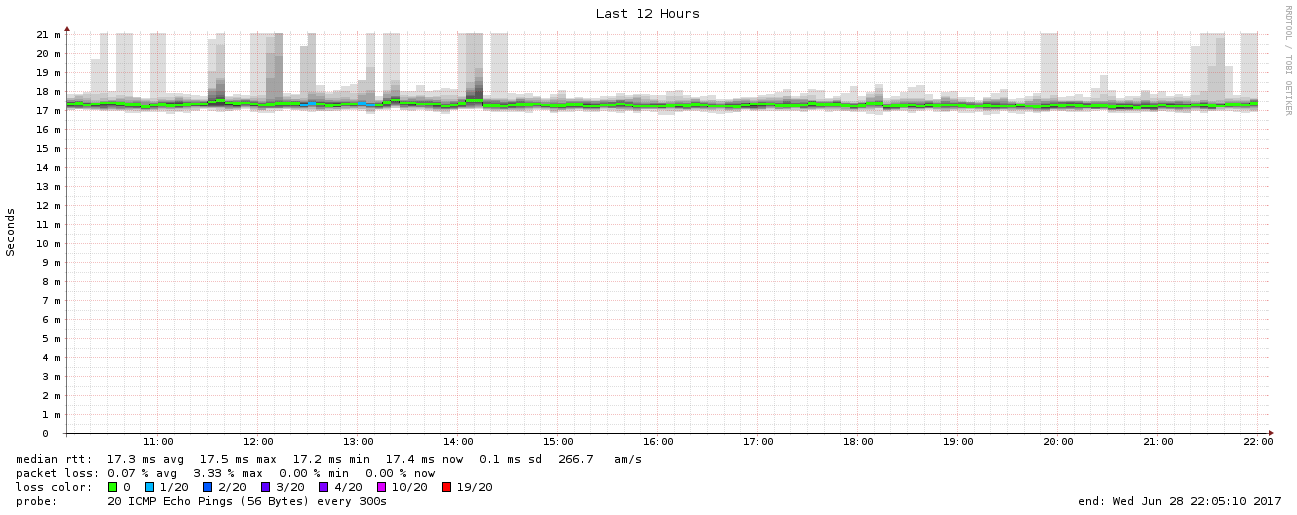 Last 12 Hours
RRDTOOL / TOBI OETIKER
Seconds
21 m
20 m
19 m
18 m
17 m
16 m
15 m
14 m
13 m
12 m
11 m
10 m
9 m
8 m
7 m
6 m
5 m
4 m
3 m
2 m
1 m
0
11:00 12:00 13:00 14:00 15:00 16:00 17:00 18:00 19:00 20:00 21:00 22:00
median rtt: 17.3 ms avg 17.5 ms max 17.2 ms min 17.4 ms now 0.1 ms sd 266.7 am/s
packet loss: 0.07 % avg 3.33 % max 0.00 % min 0.00 % now
loss color: 0 1/20 2/20 3/20 4/20 10/20 19/20
probe: 20 ICMP Echo Pings (56 Bytes) every 300s end: Wed Jun 28 22:05:10 2017